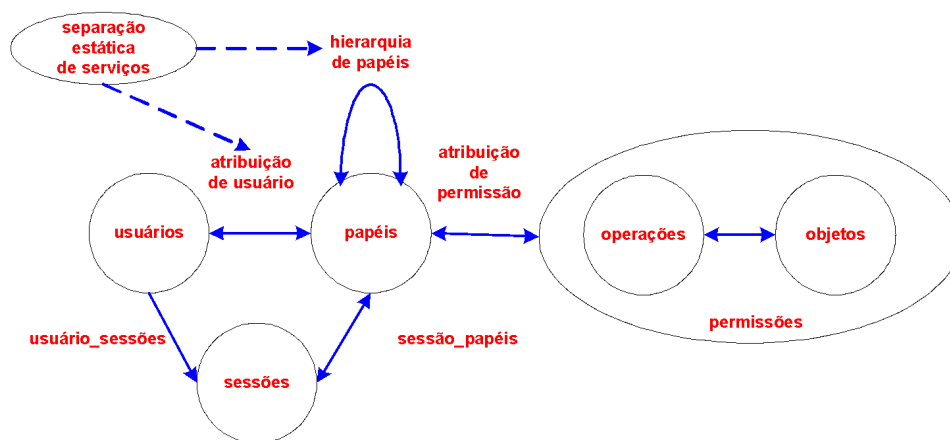 separação
estática
de serviços
hierarquia
de papéis
atribuição
de usuário
atribuição
de
permissão
usuários
papéis
operações
objetos
permissões
usuário_sessões
sessão_papéis
sessões